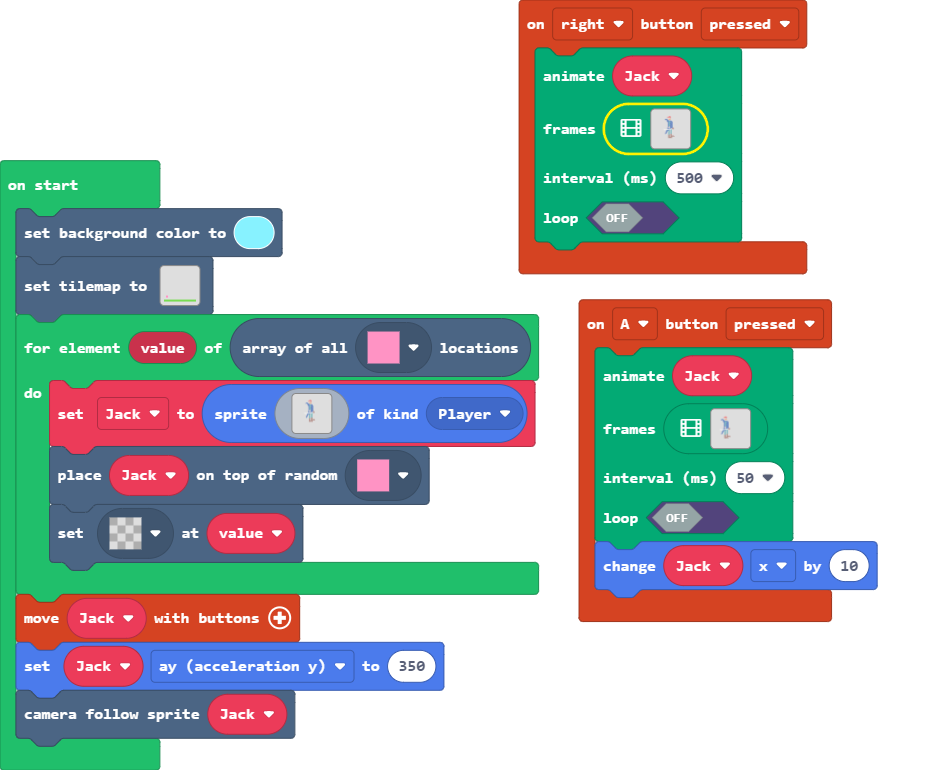 on start
set background color to
set tilemap to
for element value of array of all locations
do
set Jack to sprite of kind Player
place Jack on top of random
set at value
move Jack with buttons
set Jack ay (acceleration y) to 350
camera follow sprite Jack
on right button pressed
animate Jack
frames
interval (ms) 500
loop OFF
on A button pressed
animate Jack
frames
interval (ms) 50
loop OFF
change Jack x by 10